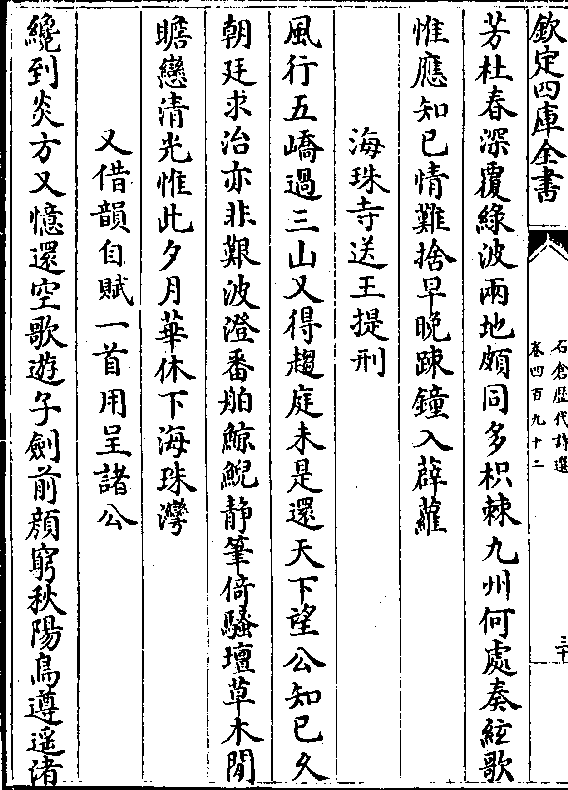 欽定四庫全書
石倉歷代詩選
卷四百九十二
三十
芳杜春深覆綠波兩地頗同多枳棘九州何處奏絃歌
惟應知已情難捨早晚踈鐘入薜蘿
海珠寺送王提刑
風行五嶠過三山又得趨庭未是還天下望公知已久
朝廷求治亦非艱波澄番舶鯨鯢静筆倚騷壇草木閒
瞻戀清光惟此夕月華休下海珠灣
又借韻自賦一首用呈諸公
纔到炎方又憶還空歌遊子劍前顔窮秋陽鳥遵遥渚